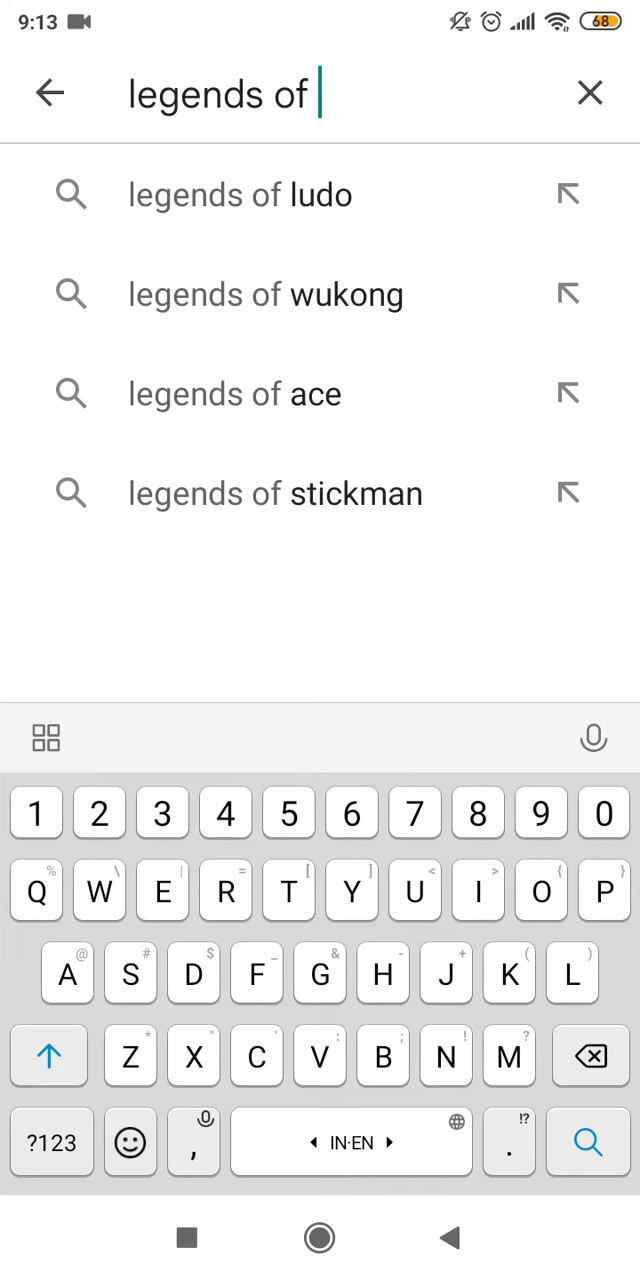 9:13 68
legends of
legends of ludo
legends of wukong
legends of ace
legends of stickman
1 2 3 4 5 6 7 8 9 0
% \ | = [ ] < > { }
Q W E R T Y U I O P
@ # $ _ & - + ( )
A S D F G H J K L
* " ' : ; ! ?
Z X C V B N M
?123 , IN·EN . !?